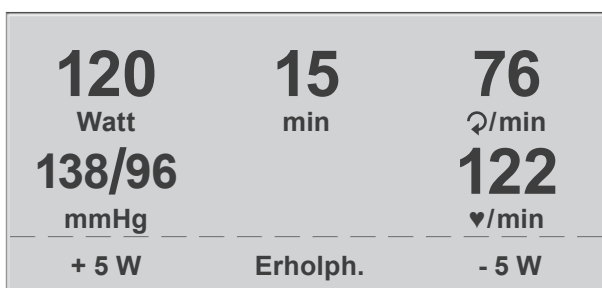 120 15 76
Watt min ⟳/min
138/96 122
mmHg ♥/min
+ 5 W Erholph. - 5 W